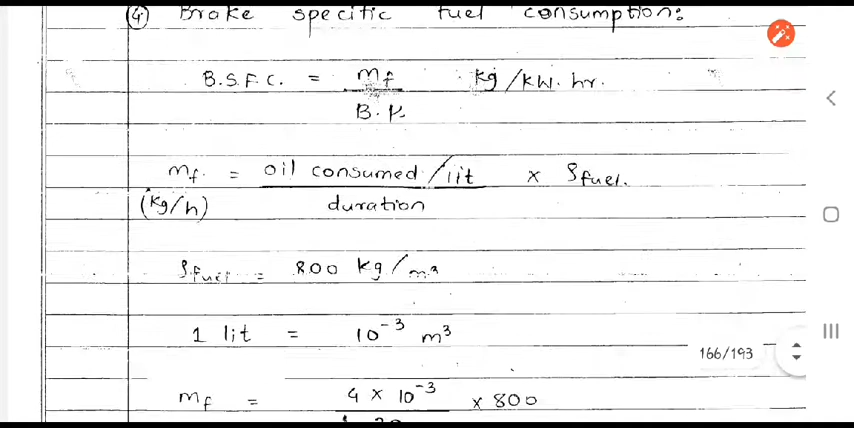 ④ Brake specific fuel consumption:
B.S.F.C. = mf / B.P. kg/kW.hr.
mf. = oil consumed/lit × ρfuel.
(kg/h) duration
ρfuel = 800 kg/m3
1 lit = 10⁻³ m³
166/193
mf = 4 × 10⁻³ × 800